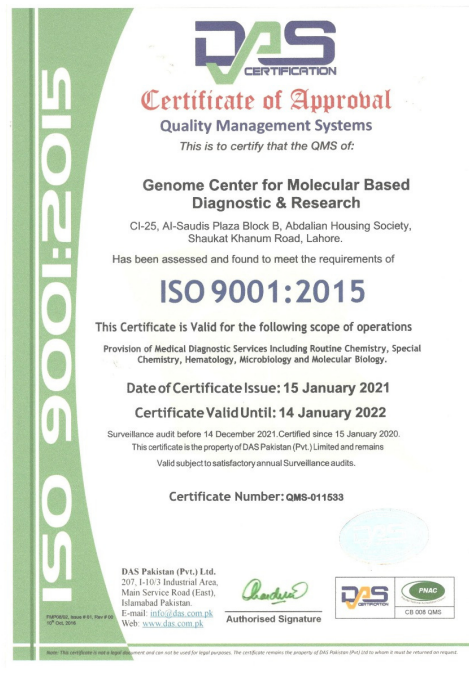 DAS
CERTIFICATION
Certificate of Approval
Quality Management Systems
This is to certify that the QMS of:
Genome Center for Molecular Based
Diagnostic & Research
CI-25, Al-Saudis Plaza Block B, Abdalian Housing Society,
Shaukat Khanum Road, Lahore.
Has been assessed and found to meet the requirements of
ISO 9001:2015
This Certificate is Valid for the following scope of operations
Provision of Medical Diagnostic Services Including Routine Chemistry, Special
Chemistry, Hematology, Microbiology and Molecular Biology.
Date of Certificate Issue: 15 January 2021
Certificate Valid Until: 14 January 2022
Surveillance audit before 14 December 2021.Certified since 15 January 2020.
This certificate is the property of DAS Pakistan (Pvt.) Limited and remains
Valid subject to satisfactory annual Surveillance audits.
Certificate Number: QMS-011533
ISO 9001:2015
DAS Pakistan (Pvt.) Ltd.
207, I-10/3 Industrial Area,
Main Service Road (East),
Islamabad Pakistan.
E-mail: info@das.com.pk
Web: www.das.com.pk
Authorised Signature
DAS
CERTIFICATION
PNAC
CB 008 QMS
Issue # 01, Rev # 00
10th Oct, 2016
Note: This certificate is not a legal document and can not be used for legal purposes. The certificate remains the property of DAS Pakistan (Pvt) Ltd to whom it must be returned on request.